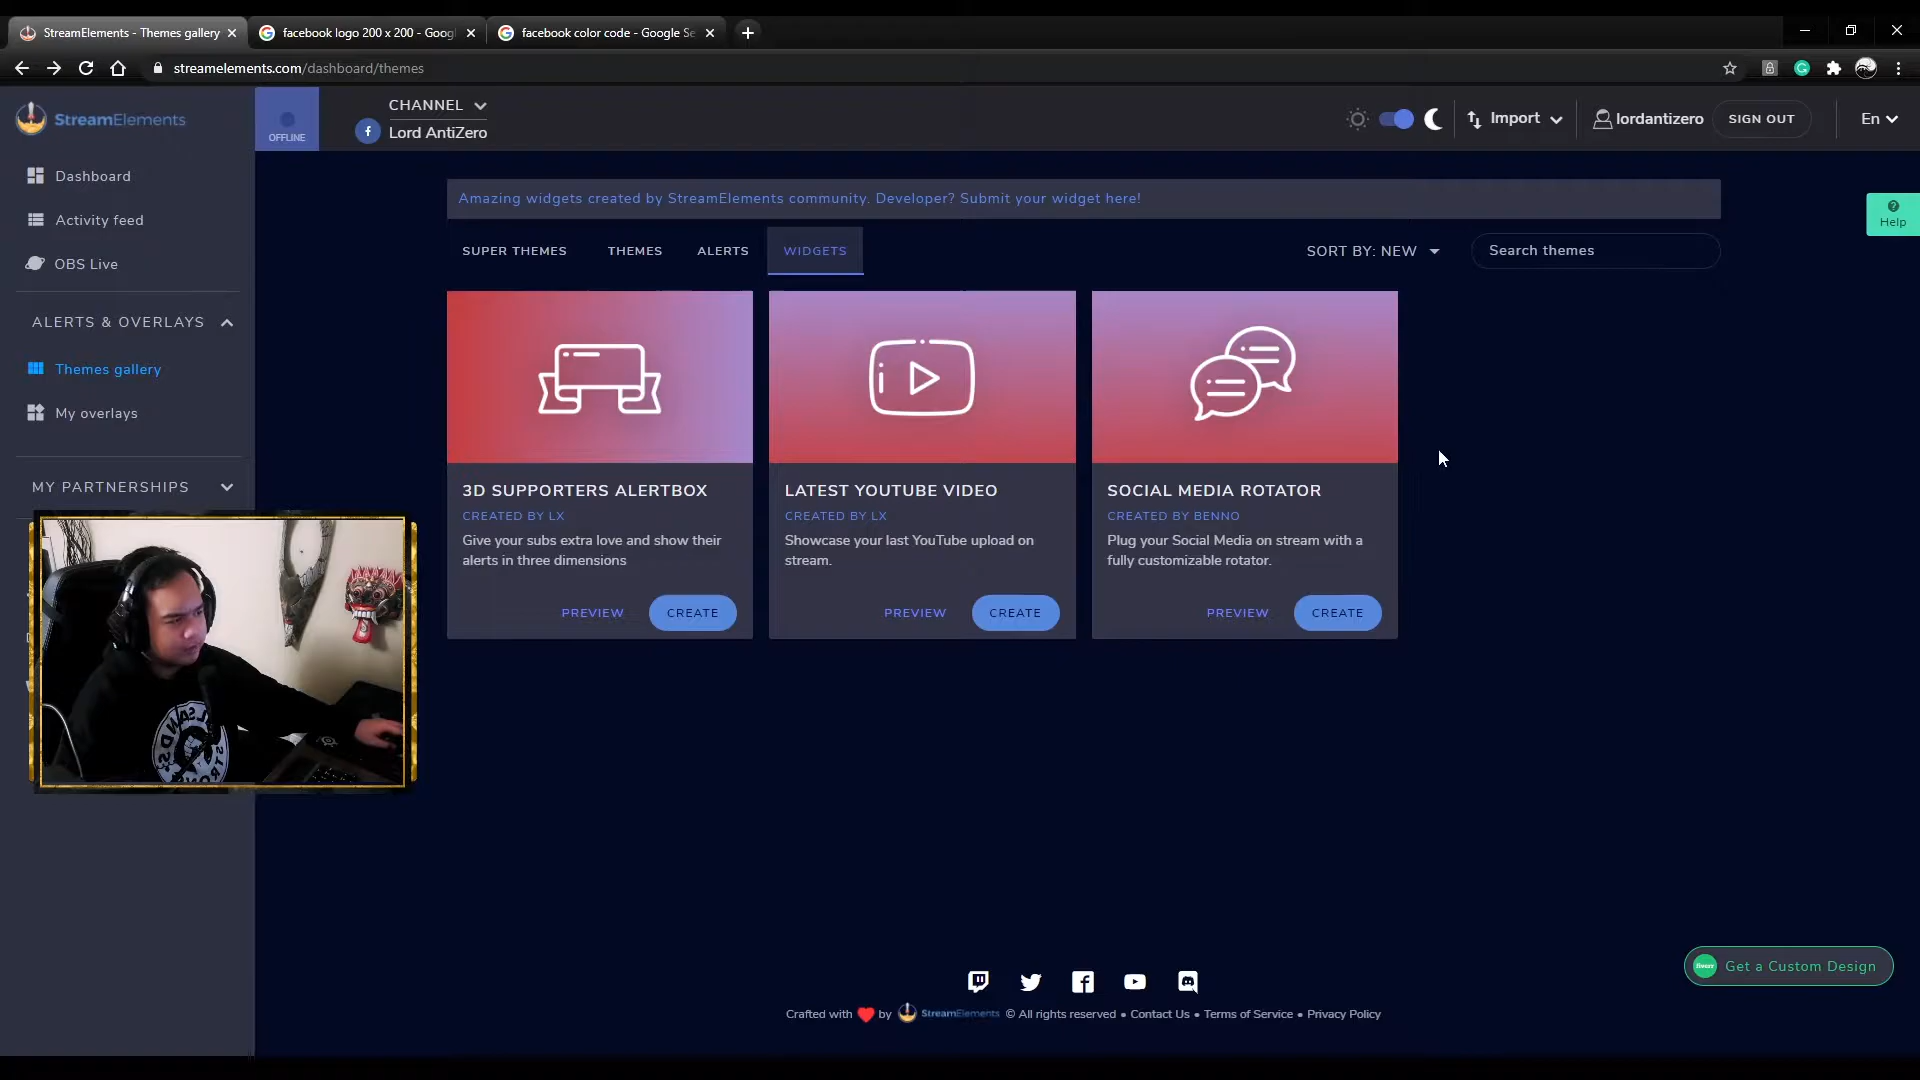 StreamElements - Themes gallery
facebook logo 200 x 200 - Goog
facebook color code - Google Se
streamelements.com/dashboard/themes
StreamElements
OFFLINE
CHANNEL
Lord AntiZero
Import
lordantizero
SIGN OUT
En
Dashboard
Activity feed
OBS Live
ALERTS & OVERLAYS
Themes gallery
My overlays
MY PARTNERSHIPS
Amazing widgets created by StreamElements community. Developer? Submit your widget here!
Help
SUPER THEMES
THEMES
ALERTS
WIDGETS
SORT BY: NEW
Search themes
3D SUPPORTERS ALERTBOX
CREATED BY LX
Give your subs extra love and show their
alerts in three dimensions
PREVIEW
CREATE
LATEST YOUTUBE VIDEO
CREATED BY LX
Showcase your last YouTube upload on
stream.
PREVIEW
CREATE
SOCIAL MEDIA ROTATOR
CREATED BY BENNO
Plug your Social Media on stream with a
fully customizable rotator.
PREVIEW
CREATE
fiverr
Get a Custom Design
Crafted with by StreamElements © All rights reserved • Contact Us • Terms of Service • Privacy Policy